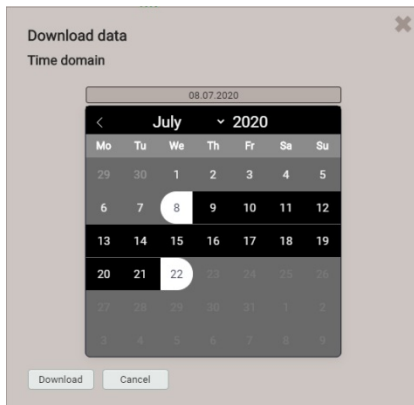 Download data
Time domain
08.07.2020
July 2020
Mo Tu We Th Fr Sa Su
29 30 1 2 3 4 5
6 7 8 9 10 11 12
13 14 15 16 17 18 19
20 21 22 23 24 25 26
27 28 29 30 31 1 2
3 4 5 6 7 8 9
Download Cancel